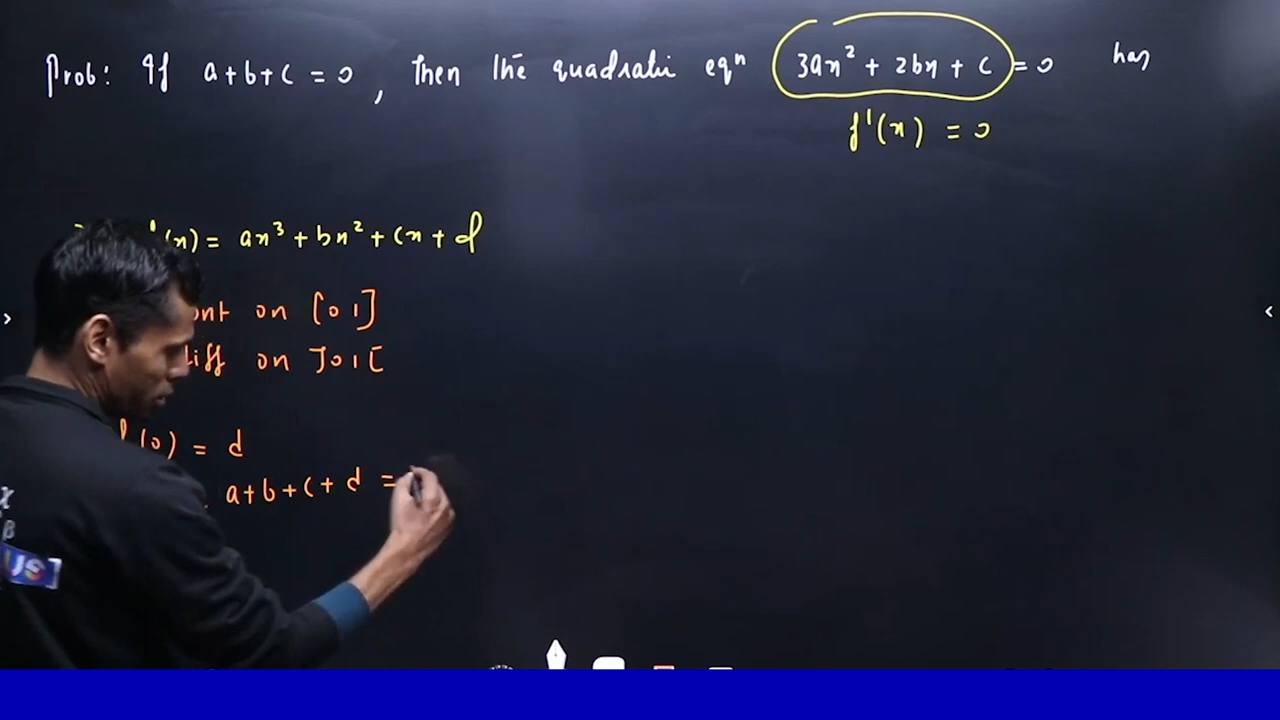 Prob: If a+b+c = 0, then the quadratic eqⁿ 3ax² + 2bx + c = 0 has
f'(x) = 0
(x) = ax³ + bx² + cx + d
ont on [0 1]
diff on ]0 1[
f(0) = d
a+b+c+d =